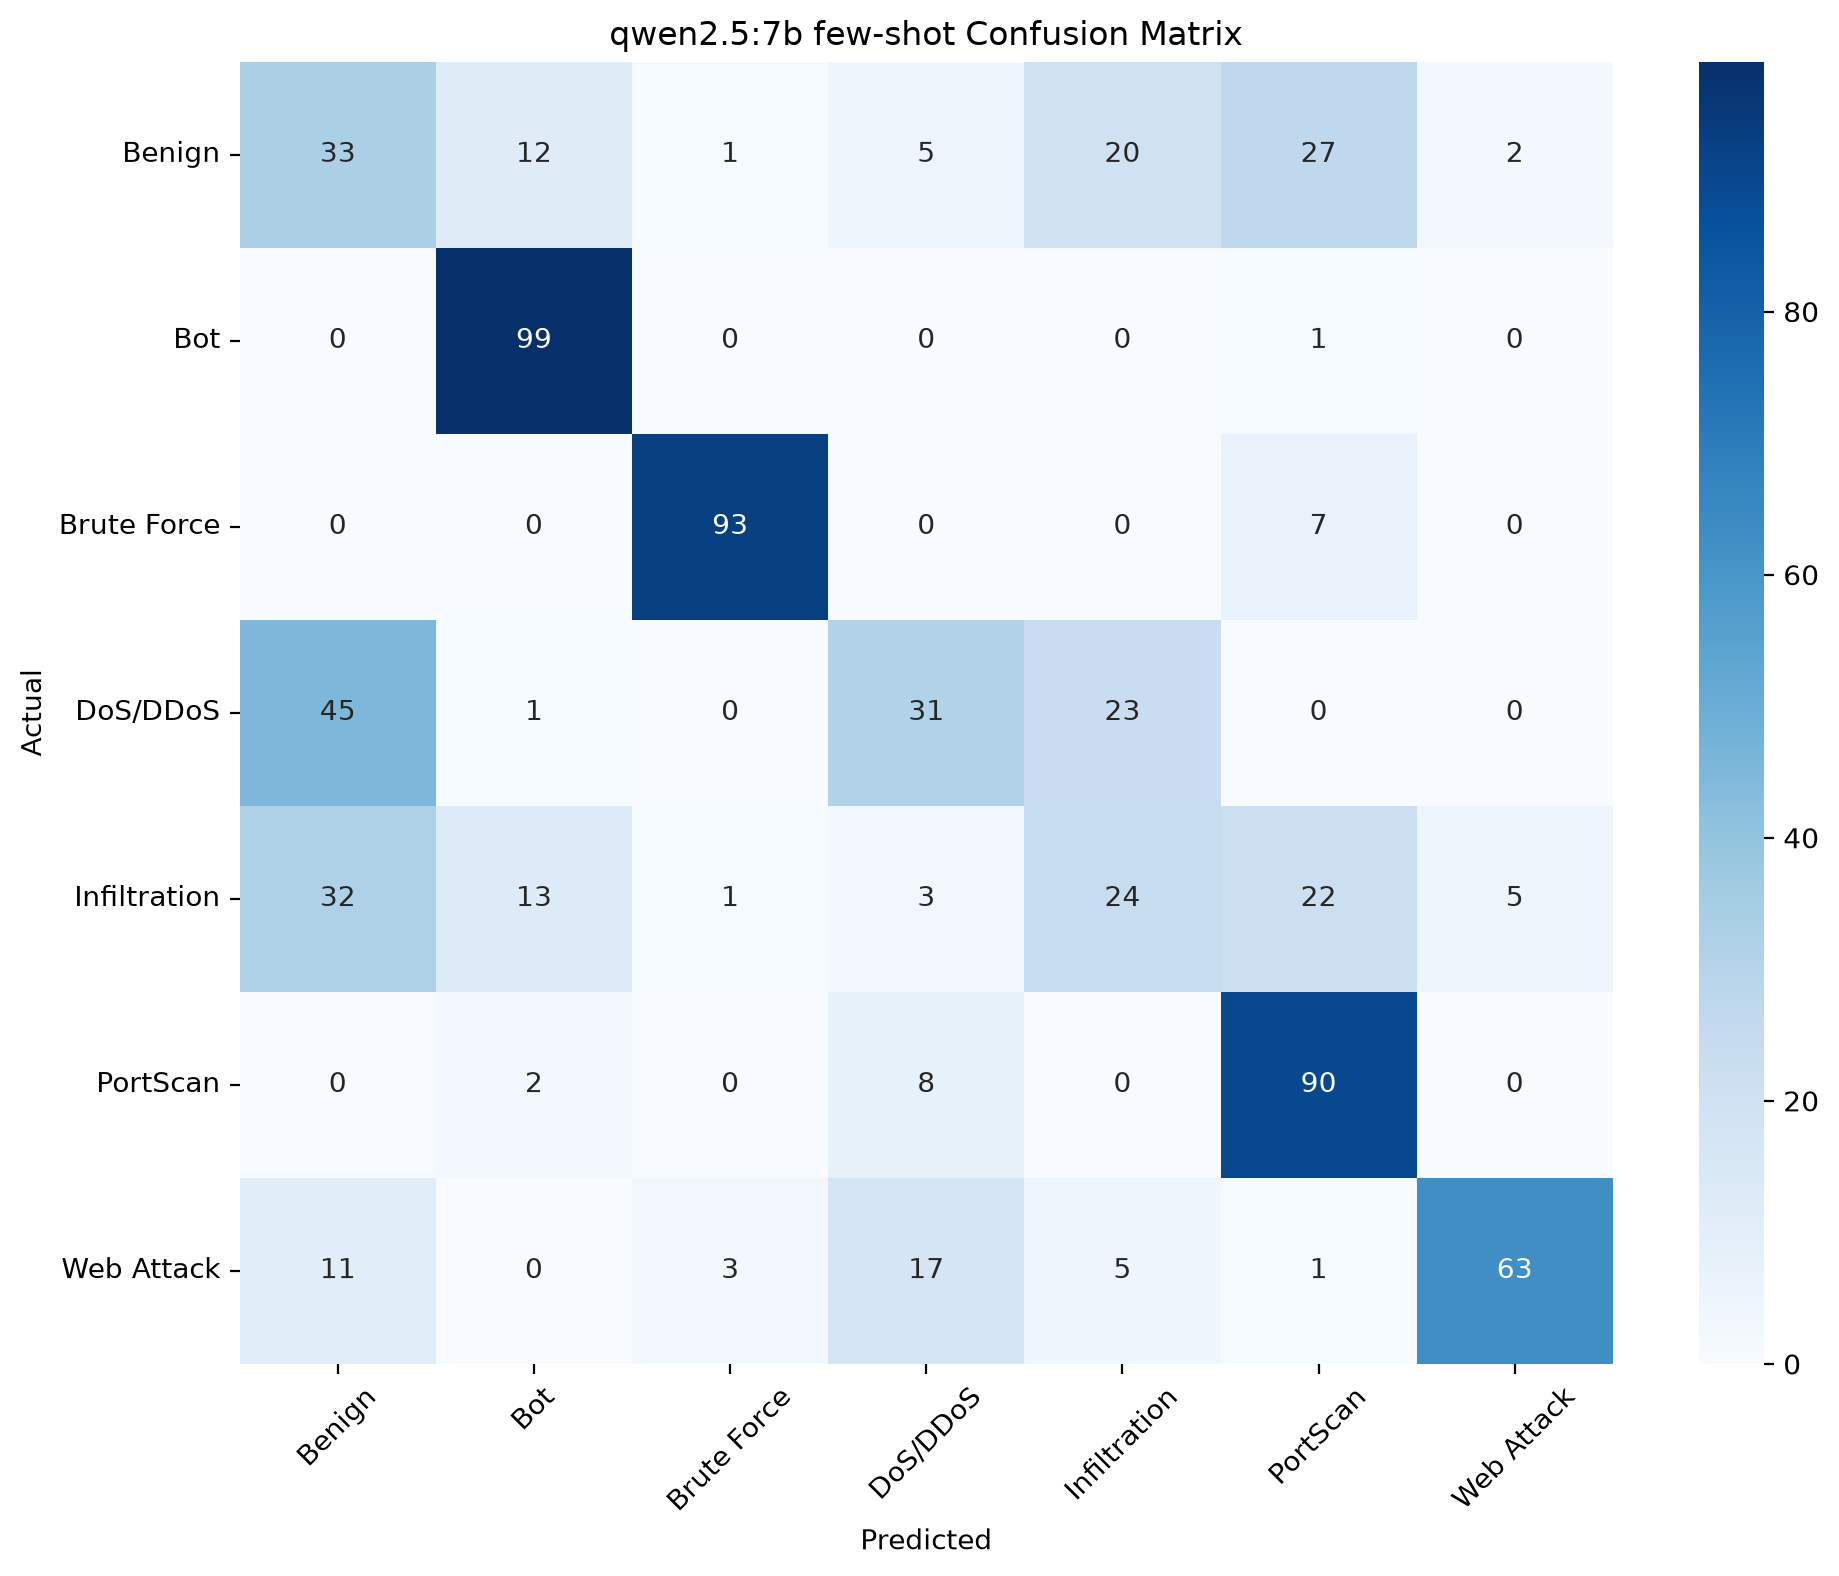 qwen2.5:7b few-shot Confusion Matrix
Actual
Benign 33 12 1 5 20 27 2
Bot 0 99 0 0 0 1 0
Brute Force 0 0 93 0 0 7 0
DoS/DDoS 45 1 0 31 23 0 0
Infiltration 32 13 1 3 24 22 5
PortScan 0 2 0 8 0 90 0
Web Attack 11 0 3 17 5 1 63
Benign Bot Brute Force DoS/DDoS Infiltration PortScan Web Attack
Predicted
80
60
40
20
0